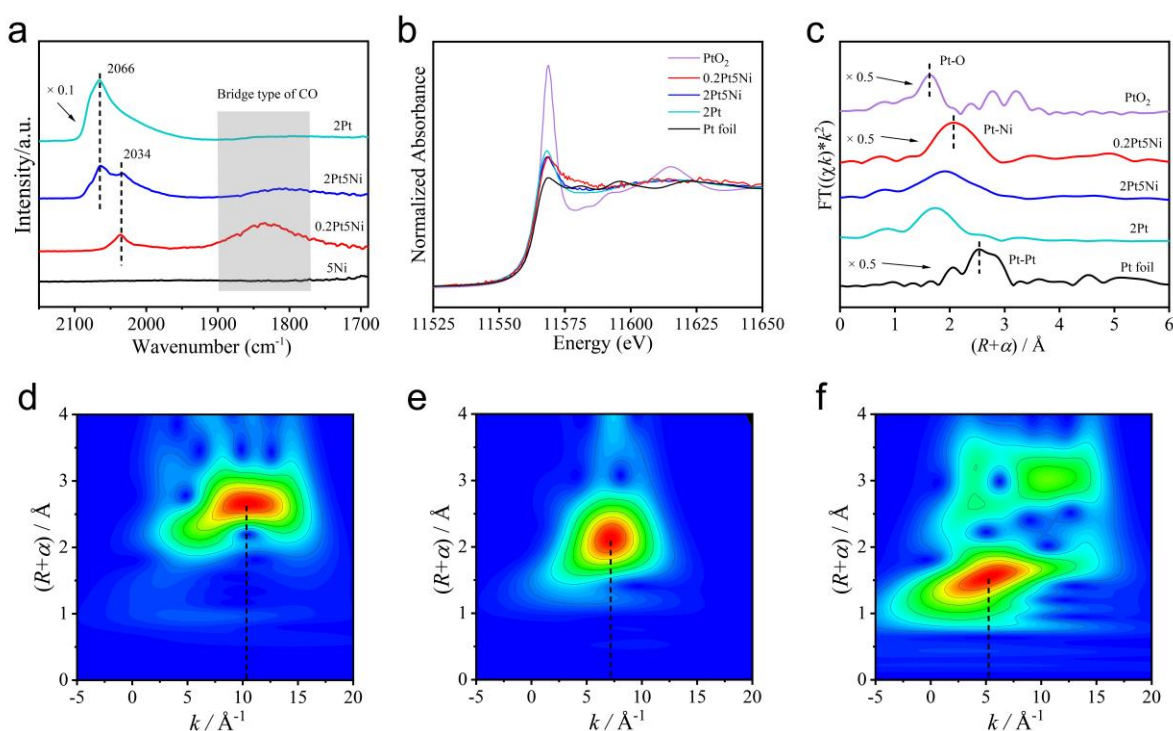 a
2066
× 0.1
Bridge type of CO
2Pt
2034
2Pt5Ni
0.2Pt5Ni
5Ni
Intensity/a.u.
2100 2000 1900 1800 1700
Wavenumber (cm⁻¹)
b
PtO₂
0.2Pt5Ni
2Pt5Ni
2Pt
Pt foil
Normalized Absorbance
11525 11550 11575 11600 11625 11650
Energy (eV)
c
Pt-O
× 0.5
PtO₂
Pt-Ni
× 0.5
0.2Pt5Ni
2Pt5Ni
2Pt
Pt-Pt
× 0.5
Pt foil
FT((χk)*k²)
0 1 2 3 4 5 6
(R+α) / Å
d
4
3
2
1
0
(R+α) / Å
-5 0 5 10 15 20
k / Å⁻¹
e
4
3
2
1
0
(R+α) / Å
-5 0 5 10 15 20
k / Å⁻¹
f
4
3
2
1
0
(R+α) / Å
-5 0 5 10 15 20
k / Å⁻¹